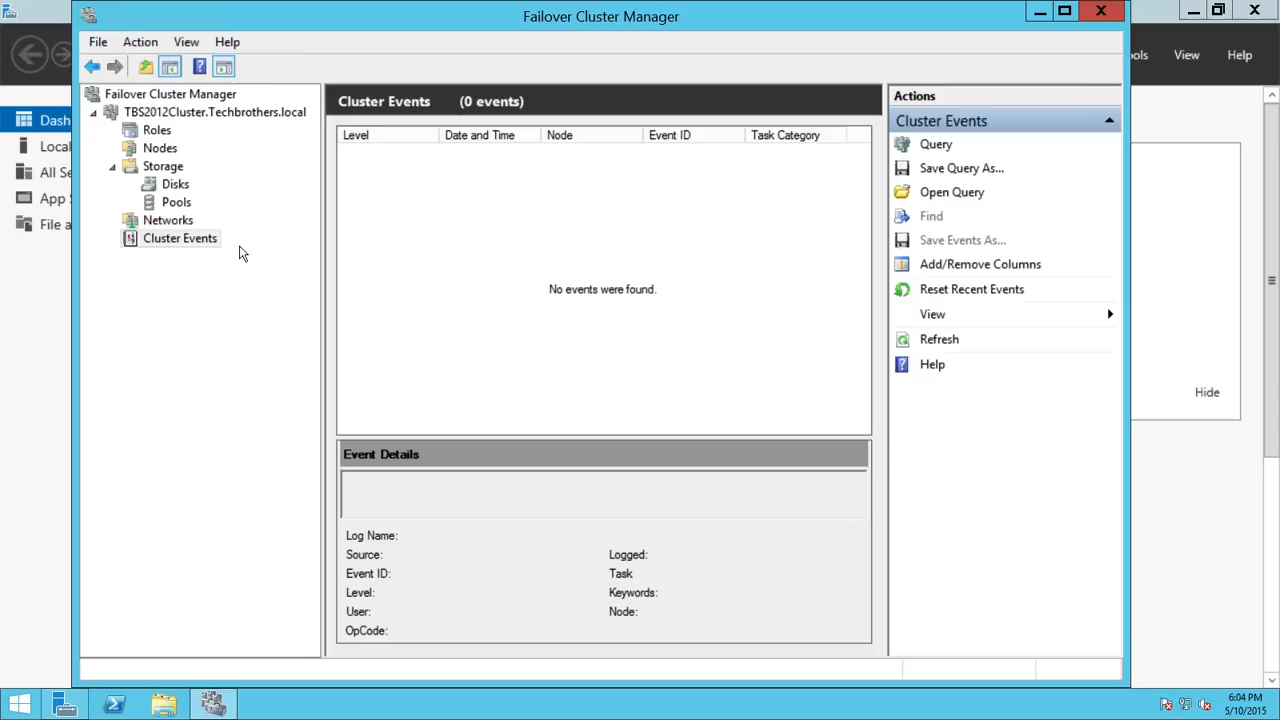 Failover Cluster Manager
File Action View Help
ols View Help
Dash
Local
All Se
App S
File a
Failover Cluster Manager
TBS2012Cluster.Techbrothers.local
Roles
Nodes
Storage
Disks
Pools
Networks
Cluster Events
Cluster Events (0 events)
Level Date and Time Node Event ID Task Category
No events were found.
Event Details
Log Name:
Source: Logged:
Event ID: Task
Level: Keywords:
User: Node:
OpCode:
Actions
Cluster Events
Query
Save Query As...
Open Query
Find
Save Events As...
Add/Remove Columns
Reset Recent Events
View
Refresh
Help
Hide
6:04 PM
5/10/2015